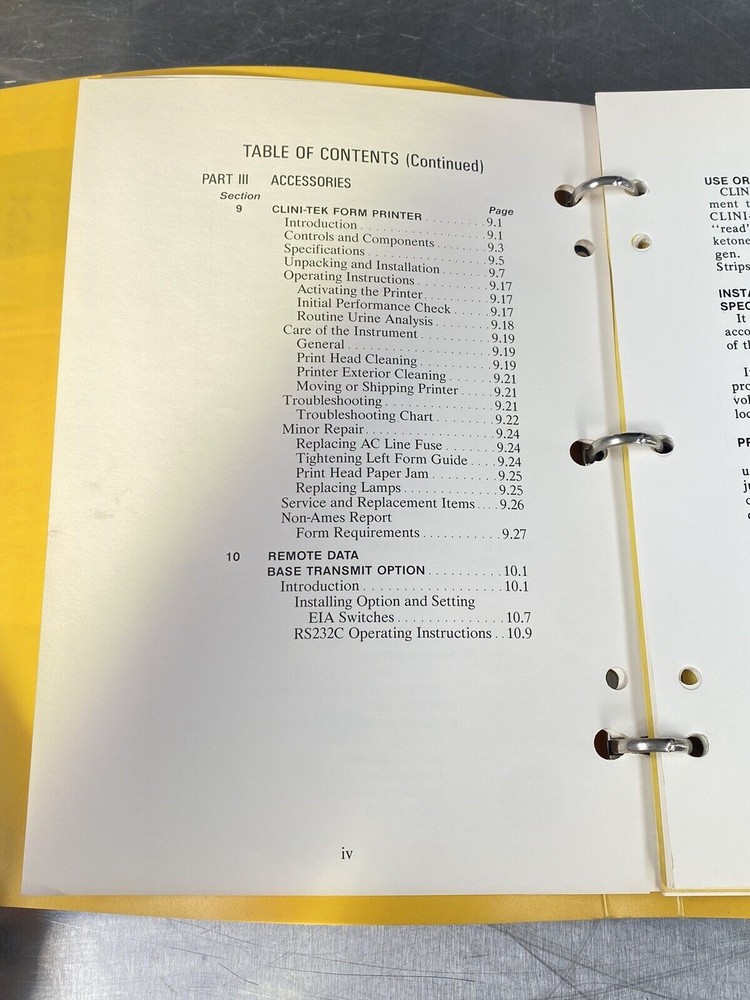 TABLE OF CONTENTS (Continued)
PART III ACCESSORIES
Section Page
9 CLINI-TEK FORM PRINTER . . . . . . . . 9.1
Introduction . . . . . . . . . . . . . . . . . . 9.1
Controls and Components . . . . . . . . 9.3
Specifications . . . . . . . . . . . . . . . . . 9.5
Unpacking and Installation . . . . . . . 9.7
Operating Instructions . . . . . . . . . . 9.17
Activating the Printer . . . . . . . . . . 9.17
Initial Performance Check . . . . . 9.17
Routine Urine Analysis . . . . . . . . 9.18
Care of the Instrument . . . . . . . . . . 9.19
General . . . . . . . . . . . . . . . . . . . . 9.19
Print Head Cleaning . . . . . . . . . . 9.19
Printer Exterior Cleaning . . . . . . 9.21
Moving or Shipping Printer . . . . 9.21
Troubleshooting . . . . . . . . . . . . . . . 9.21
Troubleshooting Chart . . . . . . . . 9.22
Minor Repair . . . . . . . . . . . . . . . . . 9.24
Replacing AC Line Fuse . . . . . . . 9.24
Tightening Left Form Guide . . . . 9.24
Print Head Paper Jam . . . . . . . . . 9.25
Replacing Lamps . . . . . . . . . . . . . 9.25
Service and Replacement Items . . . . 9.26
Non-Ames Report
Form Requirements . . . . . . . . . . . 9.27
10 REMOTE DATA
BASE TRANSMIT OPTION . . . . . . . . . . 10.1
Introduction . . . . . . . . . . . . . . . . . . 10.1
Installing Option and Setting
EIA Switches . . . . . . . . . . . . . . 10.7
RS232C Operating Instructions . . 10.9
iv
USE OR
CLIN
ment t
CLINI-
"read"
ketone
gen.
Strips
INSTA
SPEC
It
acco
of th
pro
vol
loc